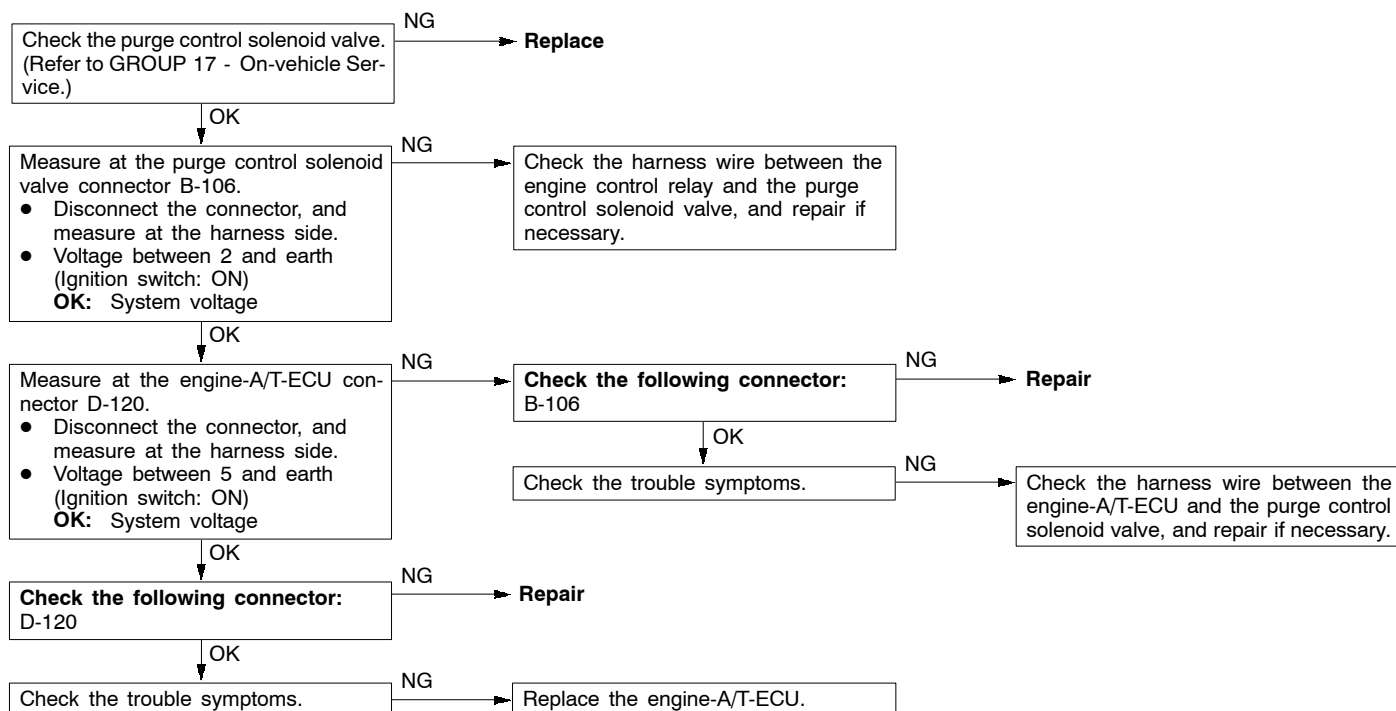 Check the purge control solenoid valve.
(Refer to GROUP 17 - On-vehicle Ser-
vice.)
NG
Replace
OK
Measure at the purge control solenoid
valve connector B-106.
● Disconnect the connector, and
measure at the harness side.
● Voltage between 2 and earth
(Ignition switch: ON)
OK: System voltage
NG
Check the harness wire between the
engine control relay and the purge
control solenoid valve, and repair if
necessary.
OK
Measure at the engine-A/T-ECU con-
nector D-120.
● Disconnect the connector, and
measure at the harness side.
● Voltage between 5 and earth
(Ignition switch: ON)
OK: System voltage
NG
Check the following connector:
B-106
NG
Repair
OK
Check the trouble symptoms.
NG
Check the harness wire between the
engine-A/T-ECU and the purge control
solenoid valve, and repair if necessary.
OK
Check the following connector:
D-120
NG
Repair
OK
Check the trouble symptoms.
NG
Replace the engine-A/T-ECU.